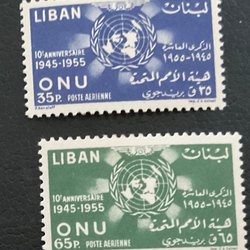 LIBAN لبنان
10e ANNIVERSAIRE الذكرى العاشرة
1945-1955 ١٩٤٥-١٩٥٥
ONU هيئة الأمم المتحدة
35P. POSTE AERIENNE ٣٥ ق بريد جوي
LIBAN لبنان
10e ANNIVERSAIRE الذكرى العاشرة
1945-1955 ١٩٤٥-١٩٥٥
ONU هيئة الأمم المتحدة
65P. POSTE AERIENNE ٦٥ ق بريد جوي